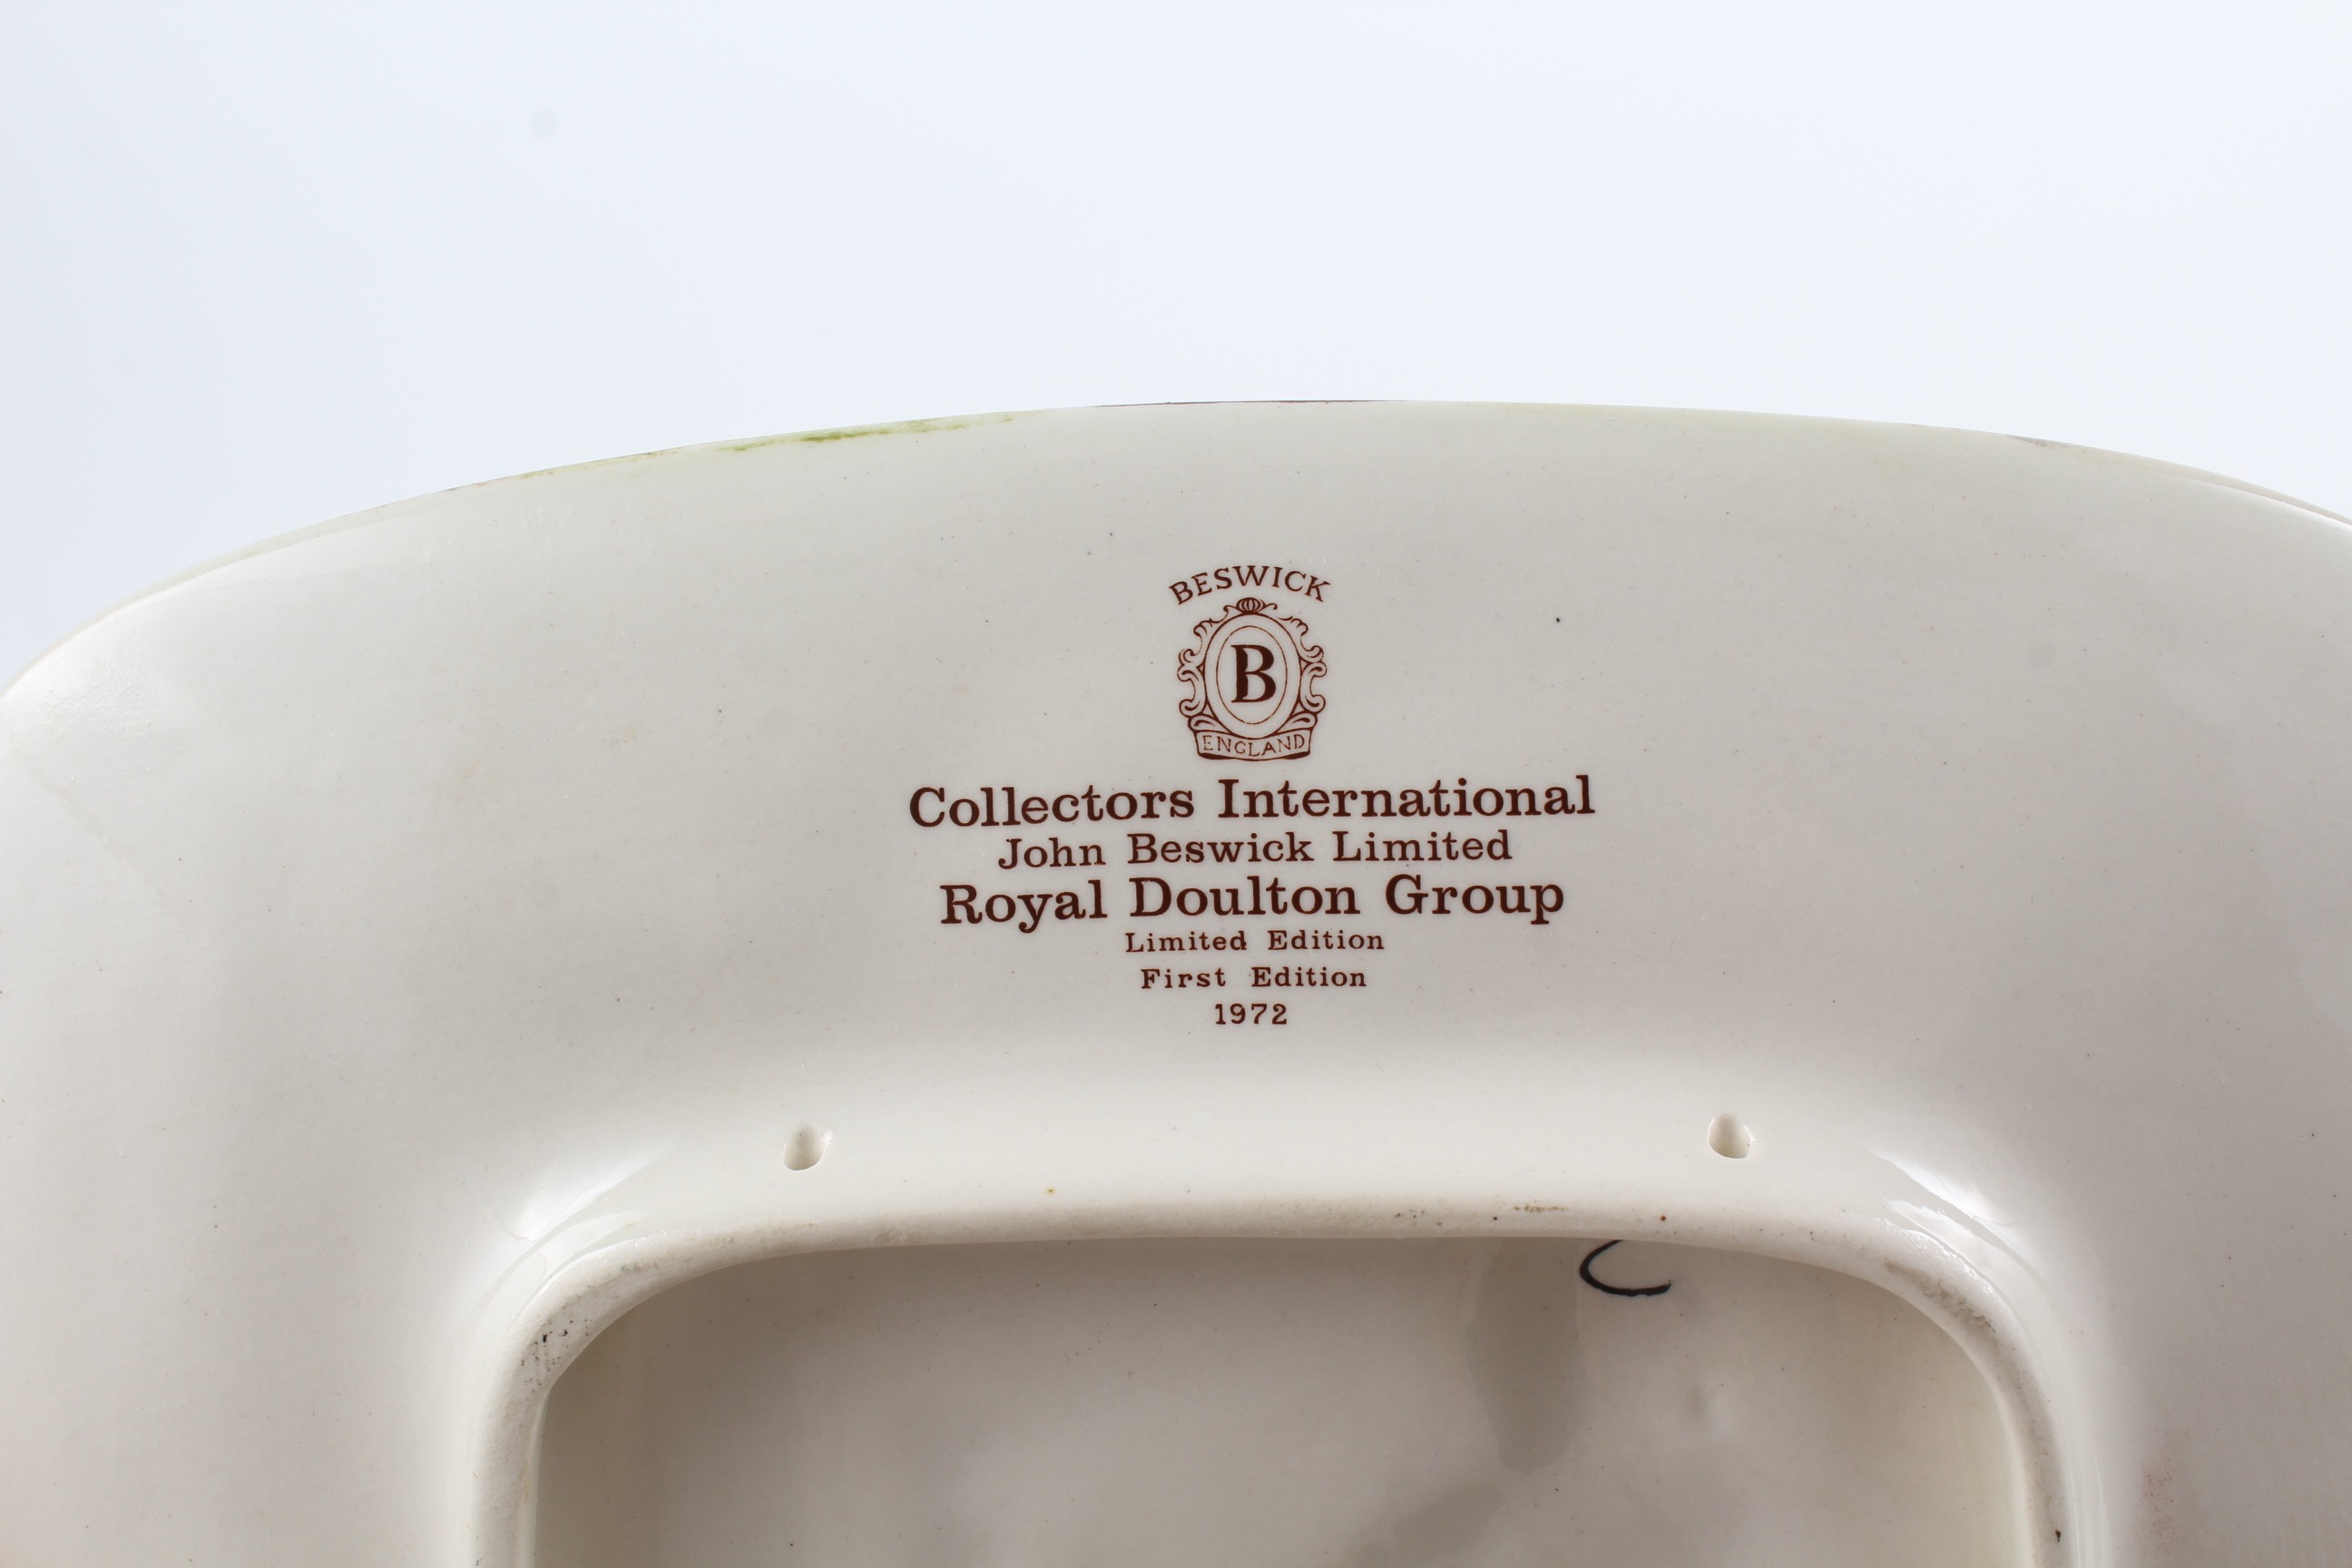 BESWICK
B
ENGLAND
Collectors International
John Beswick Limited
Royal Doulton Group
Limited Edition
First Edition
1972